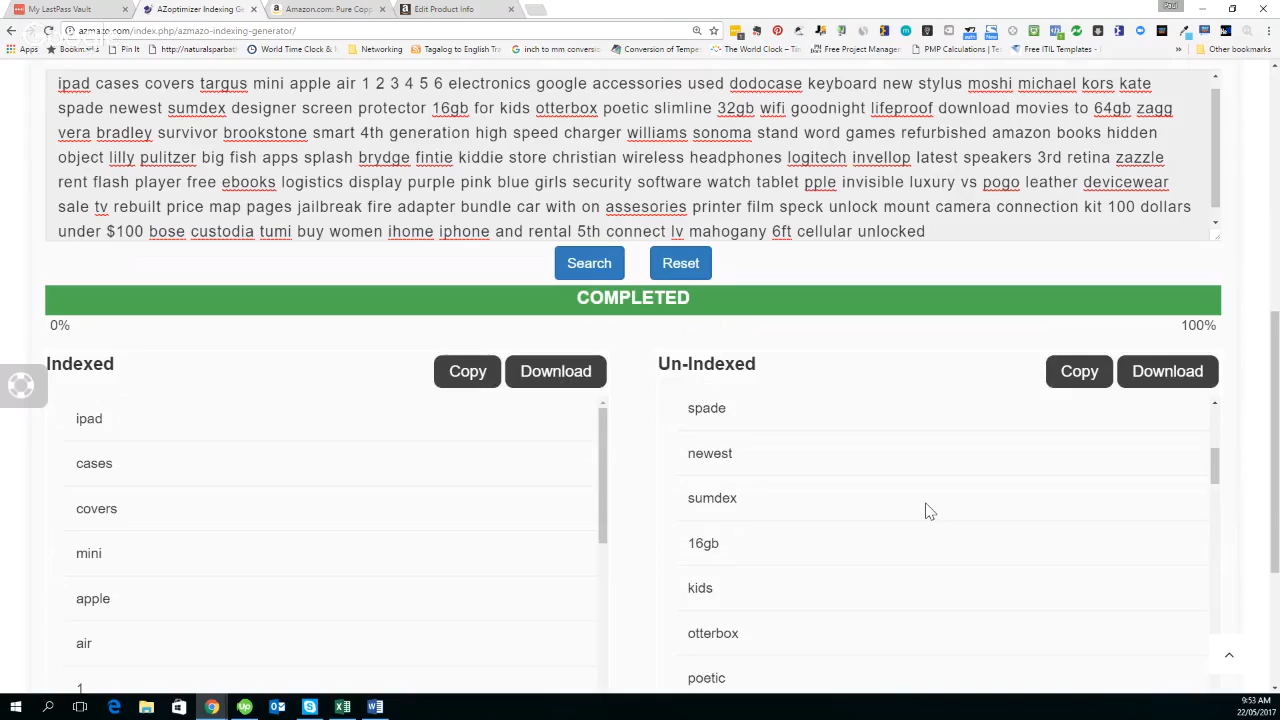 My LastPass Vault
AZoptimizer Indexing Ge
Amazon.com: Pure Copp
Edit Product Info
Paul
azmazo.com/index.php/azmazo-indexing-generator/
Bookmarks
Pin It
http://naturalsparbat
World Time Clock &
Networking
Tagalog to English Tra
inch to mm conversic
Conversion of Tempe
The World Clock – Tim
Free Project Manager
PMP Calculations | Te
Free ITIL Templates -
Other bookmarks
ipad cases covers targus mini apple air 1 2 3 4 5 6 electronics google accessories used dodocase keyboard new stylus moshi michael kors kate
spade newest sumdex designer screen protector 16gb for kids otterbox poetic slimline 32gb wifi goodnight lifeproof download movies to 64gb zagg
vera bradley survivor brookstone smart 4th generation high speed charger williams sonoma stand word games refurbished amazon books hidden
object lilly pulitzer big fish apps splash brydge fintie kiddie store christian wireless headphones logitech invellop latest speakers 3rd retina zazzle
rent flash player free ebooks logistics display purple pink blue girls security software watch tablet pple invisible luxury vs pogo leather devicewear
sale tv rebuilt price map pages jailbreak fire adapter bundle car with on assesories printer film speck unlock mount camera connection kit 100 dollars
under $100 bose custodia tumi buy women ihome iphone and rental 5th connect lv mahogany 6ft cellular unlocked
Search
Reset
COMPLETED
0%
100%
Indexed
Copy
Download
Un-Indexed
Copy
Download
ipad
cases
covers
mini
apple
air
1
spade
newest
sumdex
16gb
kids
otterbox
poetic
9:53 AM
22/05/2017